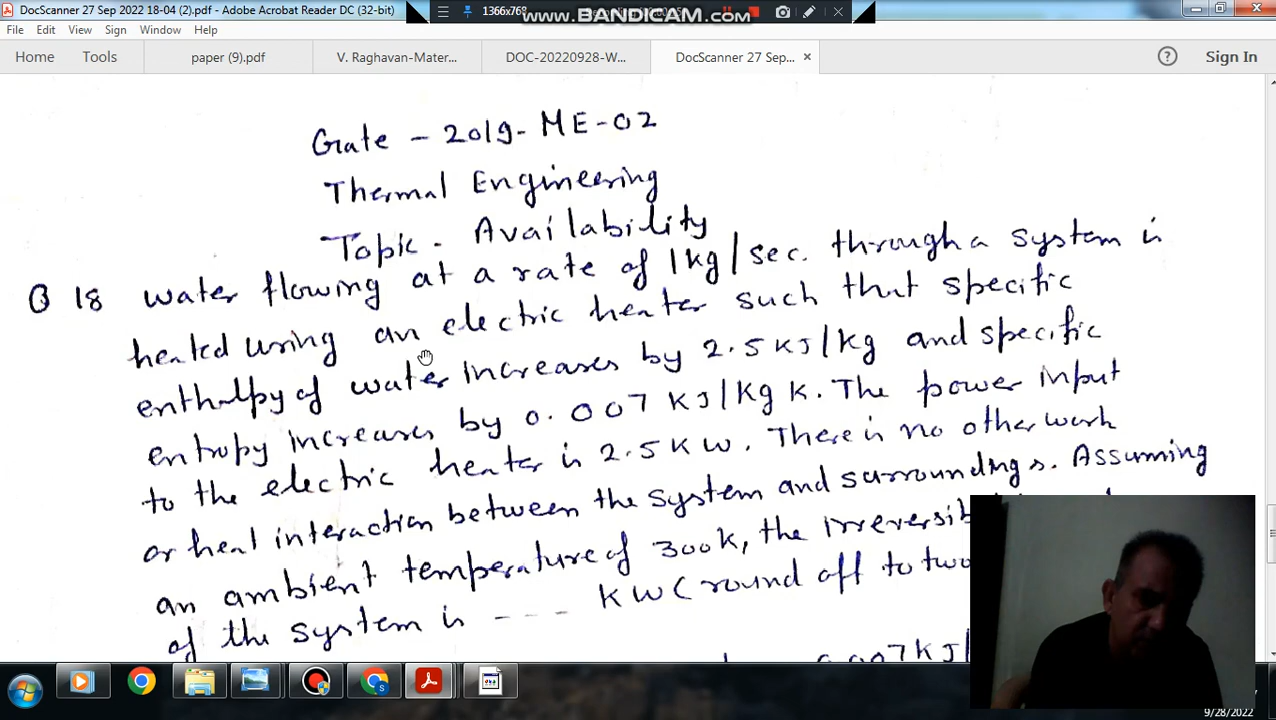 DocScanner 27 Sep 2022 18-04 (2).pdf - Adobe Acrobat Reader DC (32-bit)
1366x768
www.BANDICAM.com
File Edit View Sign Window Help
Home Tools paper (9).pdf V. Raghavan-Mater... DOC-20220928-W... DocScanner 27 Sep... × Sign In
Grate - 2019- ME-02
Thermal Engineering
Topic - Availability
Q 18 water flowing at a rate of 1kg/sec. through a system is
heated using an electric heater such that specific
enthalpy of water increases by 2.5 KJ/kg and specific
entropy increases by 0.007 KJ/Kg K. The power input
to the electric heater is 2.5 KW. There is no other work
or heat interaction between the system and surroundings. Assuming
an ambient temperature of 300K, the
of the system is ---- KW (round off to two
9/28/2022